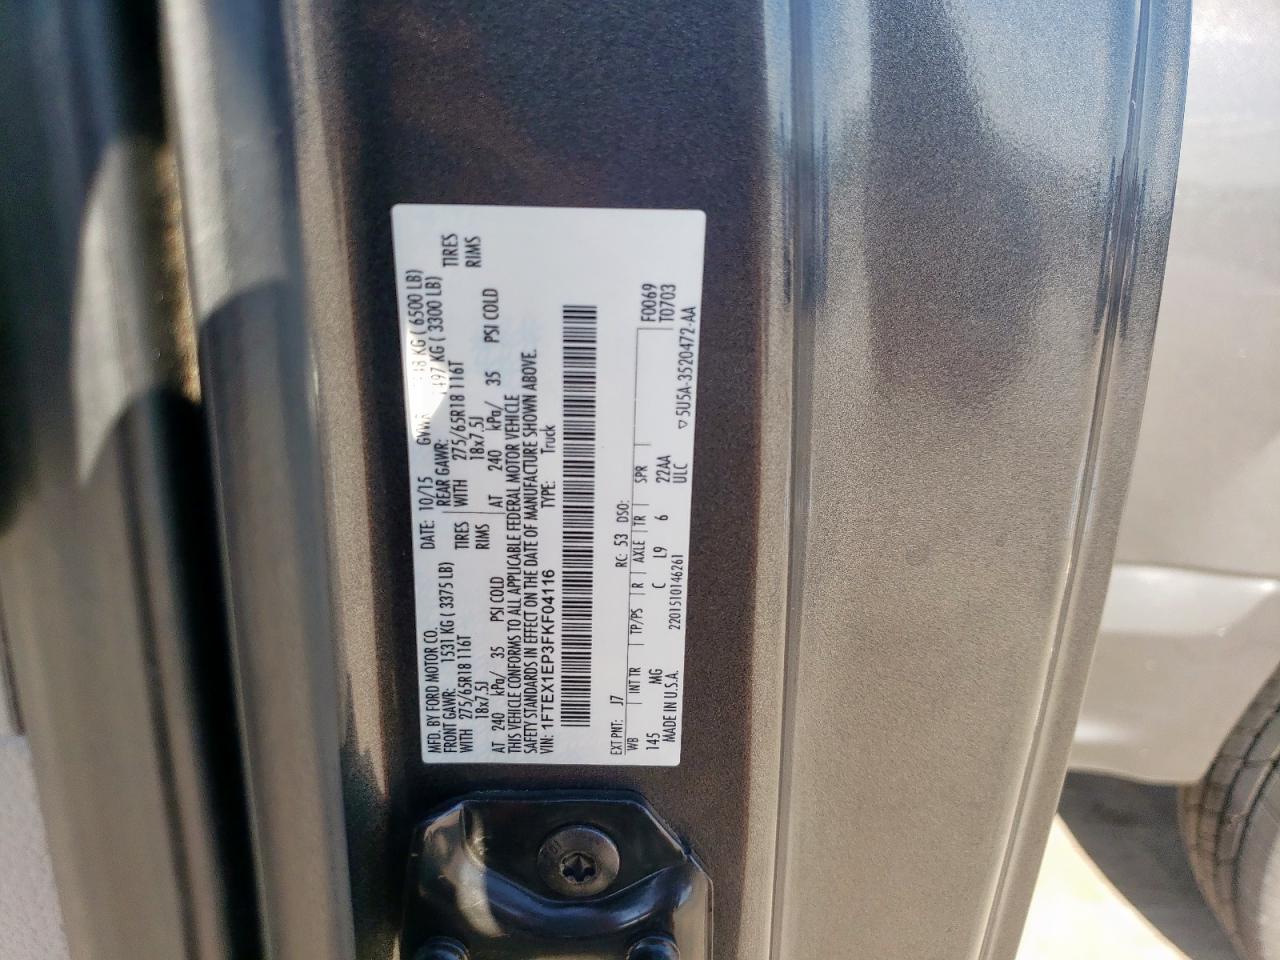 MFD. BY FORD MOTOR CO.
DATE: 10/15 GVWR KG ( 6500 LB)
FRONT GAWR: 1531 KG ( 3375 LB) REAR GAWR: 497 KG ( 3300 LB)
WITH 275/65R18 116T TIRES WITH 275/65R18 116T TIRES
18x7.5J RIMS 18x7.5J RIMS
AT 240 kPa/ 35 PSI COLD AT 240 kPa/ 35 PSI COLD
THIS VEHICLE CONFORMS TO ALL APPLICABLE FEDERAL MOTOR VEHICLE
SAFETY STANDARDS IN EFFECT ON THE DATE OF MANUFACTURE SHOWN ABOVE.
VIN: 1FTEX1EP3FKF04116 TYPE: Truck
EXT PNT: J7 RC: 53 DSO: F0069
WB INT TR TP/PS R AXLE TR SPR T0703
145 MG C L9 6 22AA
MADE IN U.S.A. 2201510146261 ULC ▽5U5A-3520472-AA